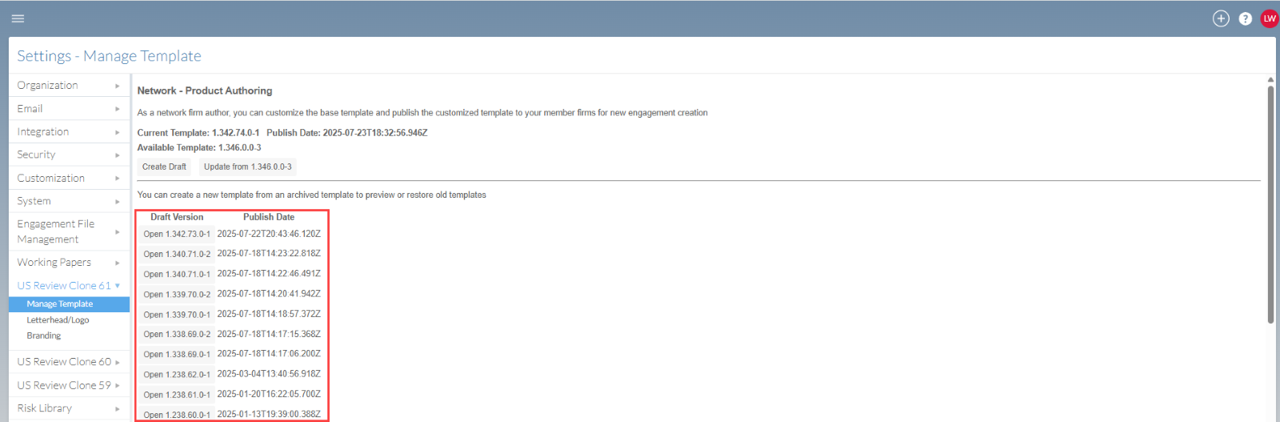 LW
Settings - Manage Template
Organization
Email
Integration
Security
Customization
System
Engagement File
Management
Working Papers
US Review Clone 61
Manage Template
Letterhead/Logo
Branding
US Review Clone 60
US Review Clone 59
Risk Library
Network - Product Authoring
As a network firm author, you can customize the base template and publish the customized template to your member firms for new engagement creation
Current Template: 1.342.74.0-1 Publish Date: 2025-07-23T18:32:56.946Z
Available Template: 1.346.0.0-3
Create Draft Update from 1.346.0.0-3
You can create a new template from an archived template to preview or restore old templates
Draft Version Publish Date
Open 1.342.73.0-1 2025-07-22T20:43:46.120Z
Open 1.340.71.0-2 2025-07-18T14:23:22.818Z
Open 1.340.71.0-1 2025-07-18T14:22:46.491Z
Open 1.339.70.0-2 2025-07-18T14:20:41.942Z
Open 1.339.70.0-1 2025-07-18T14:18:57.372Z
Open 1.338.69.0-2 2025-07-18T14:17:15.368Z
Open 1.338.69.0-1 2025-07-18T14:17:06.200Z
Open 1.238.62.0-1 2025-03-04T13:40:56.918Z
Open 1.238.61.0-1 2025-01-20T16:22:05.700Z
Open 1.238.60.0-1 2025-01-13T19:39:00.388Z